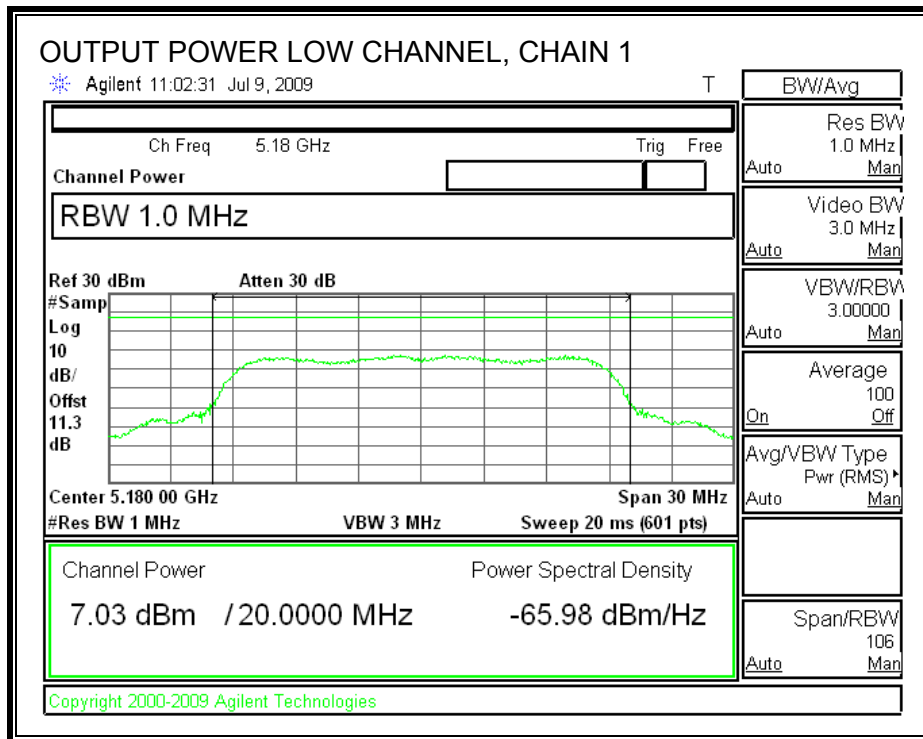 OUTPUT POWER LOW CHANNEL, CHAIN 1
Agilent 11:02:31 Jul 9, 2009 T
Ch Freq 5.18 GHz Trig Free
Channel Power
RBW 1.0 MHz
Ref 30 dBm Atten 30 dB
#Samp
Log
10
dB/
Offst
11.3
dB
Center 5.180 00 GHz Span 30 MHz
#Res BW 1 MHz VBW 3 MHz Sweep 20 ms (601 pts)
Channel Power Power Spectral Density
7.03 dBm / 20.0000 MHz -65.98 dBm/Hz
Copyright 2000-2009 Agilent Technologies
BW/Avg
Res BW
1.0 MHz
Auto Man
Video BW
3.0 MHz
Auto Man
VBW/RBW
3.00000
Auto Man
Average
100
On Off
Avg/VBW Type
Pwr (RMS)
Auto Man
Span/RBW
106
Auto Man